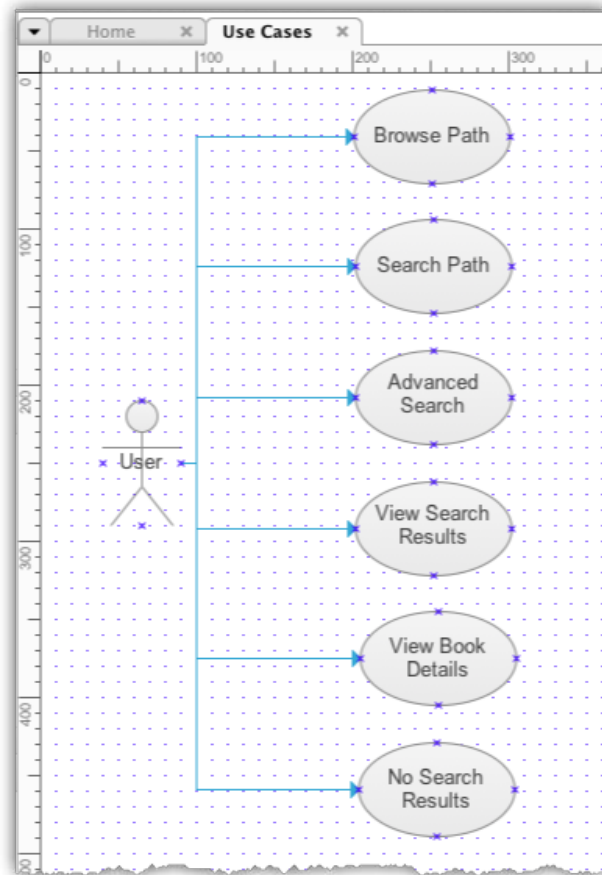 Home
Use Cases
0
100
200
300
0
100
200
300
400
Browse Path
Search Path
Advanced
Search
User
View Search
Results
View Book
Details
No Search
Results